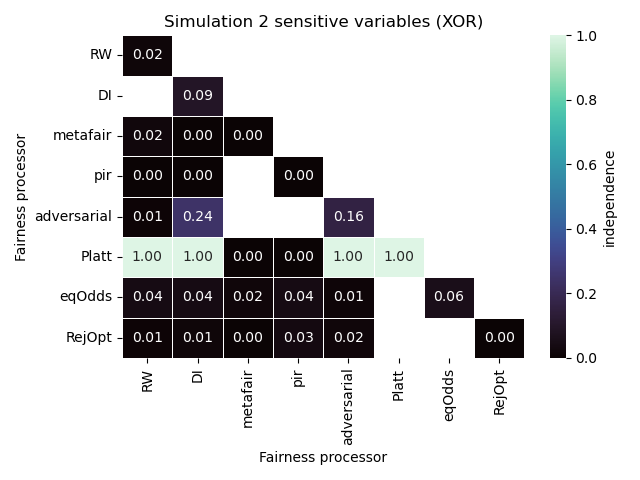 Simulation 2 sensitive variables (XOR)
Fairness processor
RW 0.02
DI 0.09
metafair 0.02 0.00 0.00
pir 0.00 0.00 0.00
adversarial 0.01 0.24 0.16
Platt 1.00 1.00 0.00 0.00 1.00 1.00
eqOdds 0.04 0.04 0.02 0.04 0.01 0.06
RejOpt 0.01 0.01 0.00 0.03 0.02 0.00
RW DI metafair pir adversarial Platt eqOdds RejOpt
Fairness processor
1.0
0.8
0.6
0.4
0.2
0.0
independence